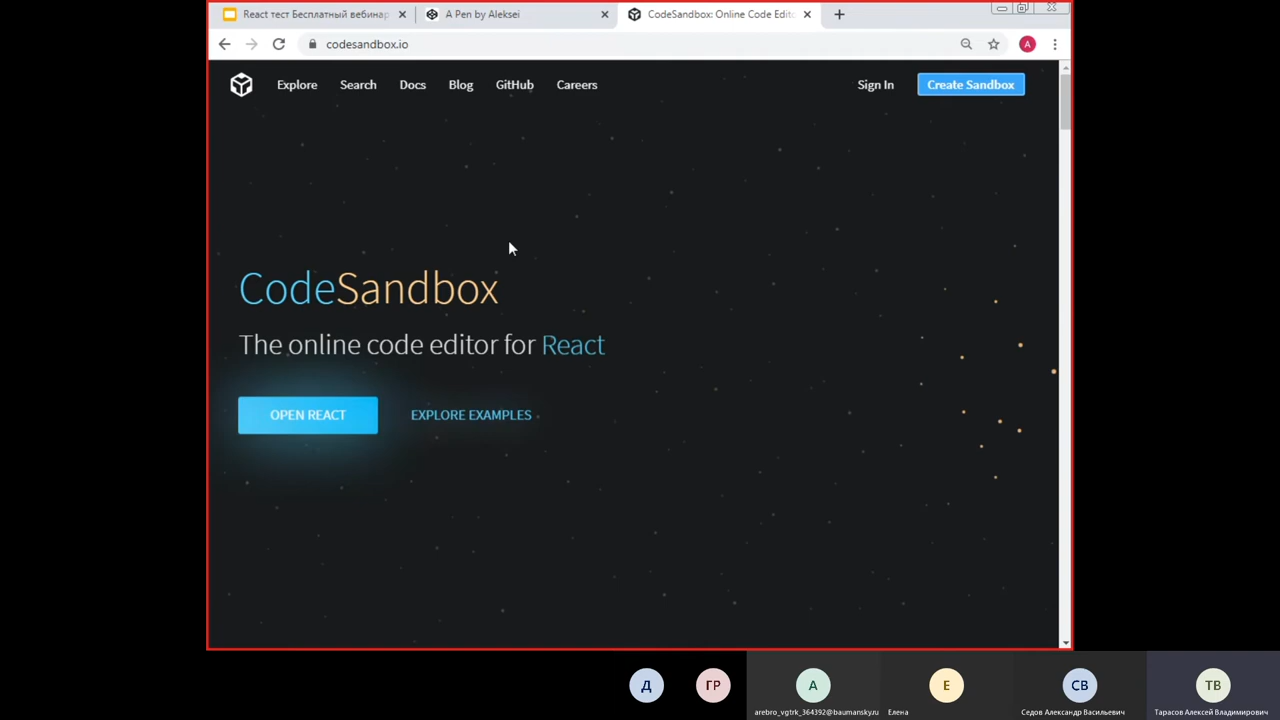 React тест Бесплатный вебинар
A Pen by Aleksei
CodeSandbox: Online Code Edit
codesandbox.io
A
Explore Search Docs Blog GitHub Careers Sign In Create Sandbox
CodeSandbox
The online code editor for React
OPEN REACT EXPLORE EXAMPLES
Д ГР A Е СВ ТВ
arebro_vgtrk_364392@baumansky.ru Елена Седов Александр Васильевич Тарасов Алексей Владимирович